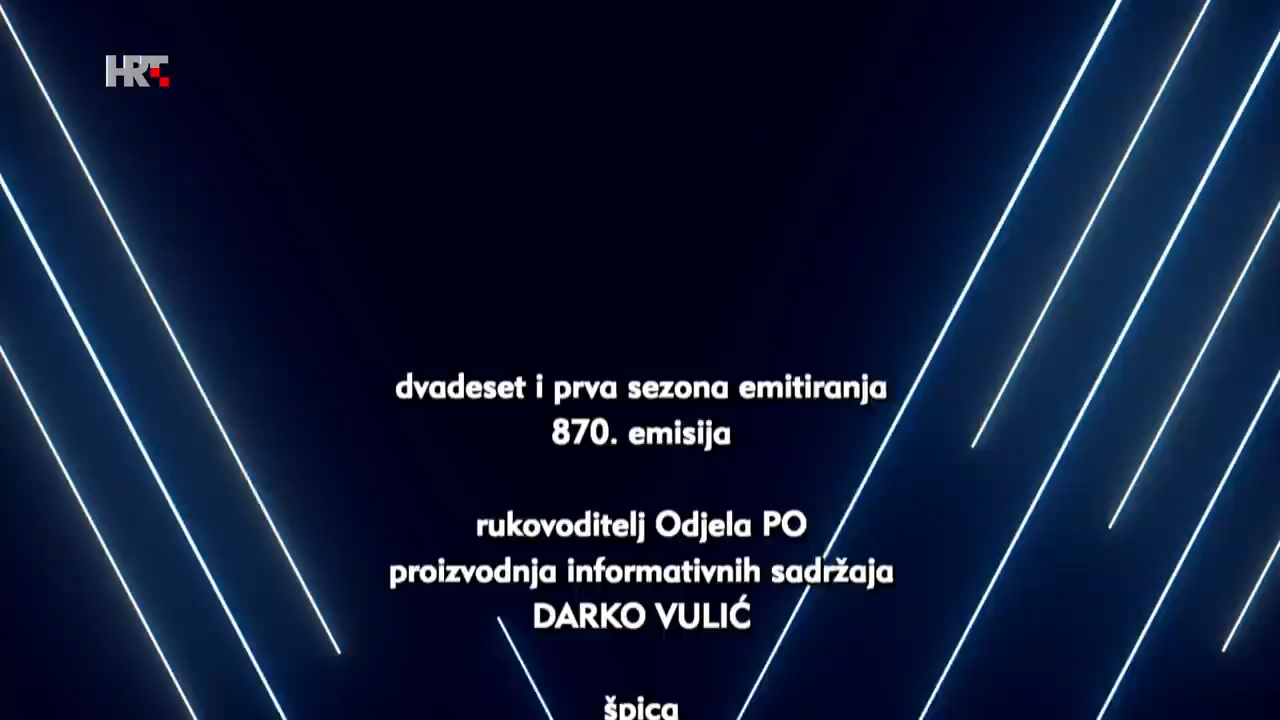 HRT
dvadeset i prva sezona emitiranja
870. emisija
rukovoditelj Odjela PO
proizvodnja informativnih sadržaja
DARKO VULIĆ
špica